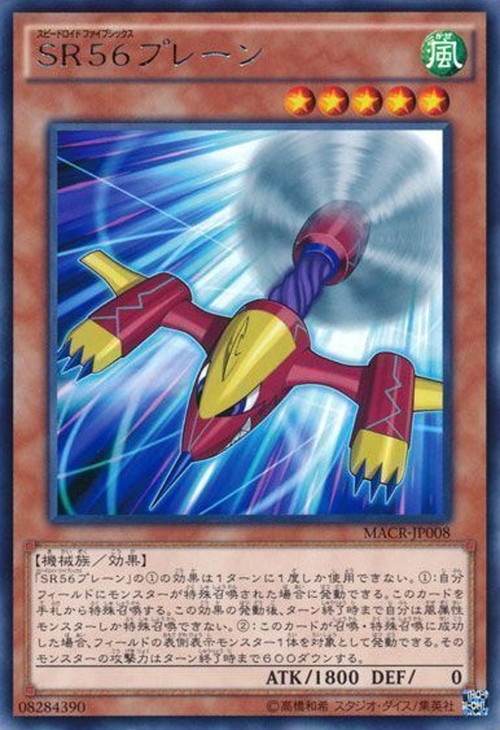 スピードロイド ファイブシックス
SR56プレーン
風
MACR-JP008
【機械族／効果】
「SR56プレーン」の①の効果は１ターンに１度しか使用できない。①：自分
フィールドにモンスターが特殊召喚された場合に発動できる。このカードを
手札から特殊召喚する。この効果の発動後、ターン終了時まで自分は風属性
モンスターしか特殊召喚できない。②：このカードが召喚・特殊召喚に成功
した場合、フィールドの表側表示モンスター１体を対象として発動できる。その
モンスターの攻撃力はターン終了時まで６００ダウンする。
ATK/1800 DEF/ 0
08284390
©高橋和希 スタジオ・ダイス/集英社